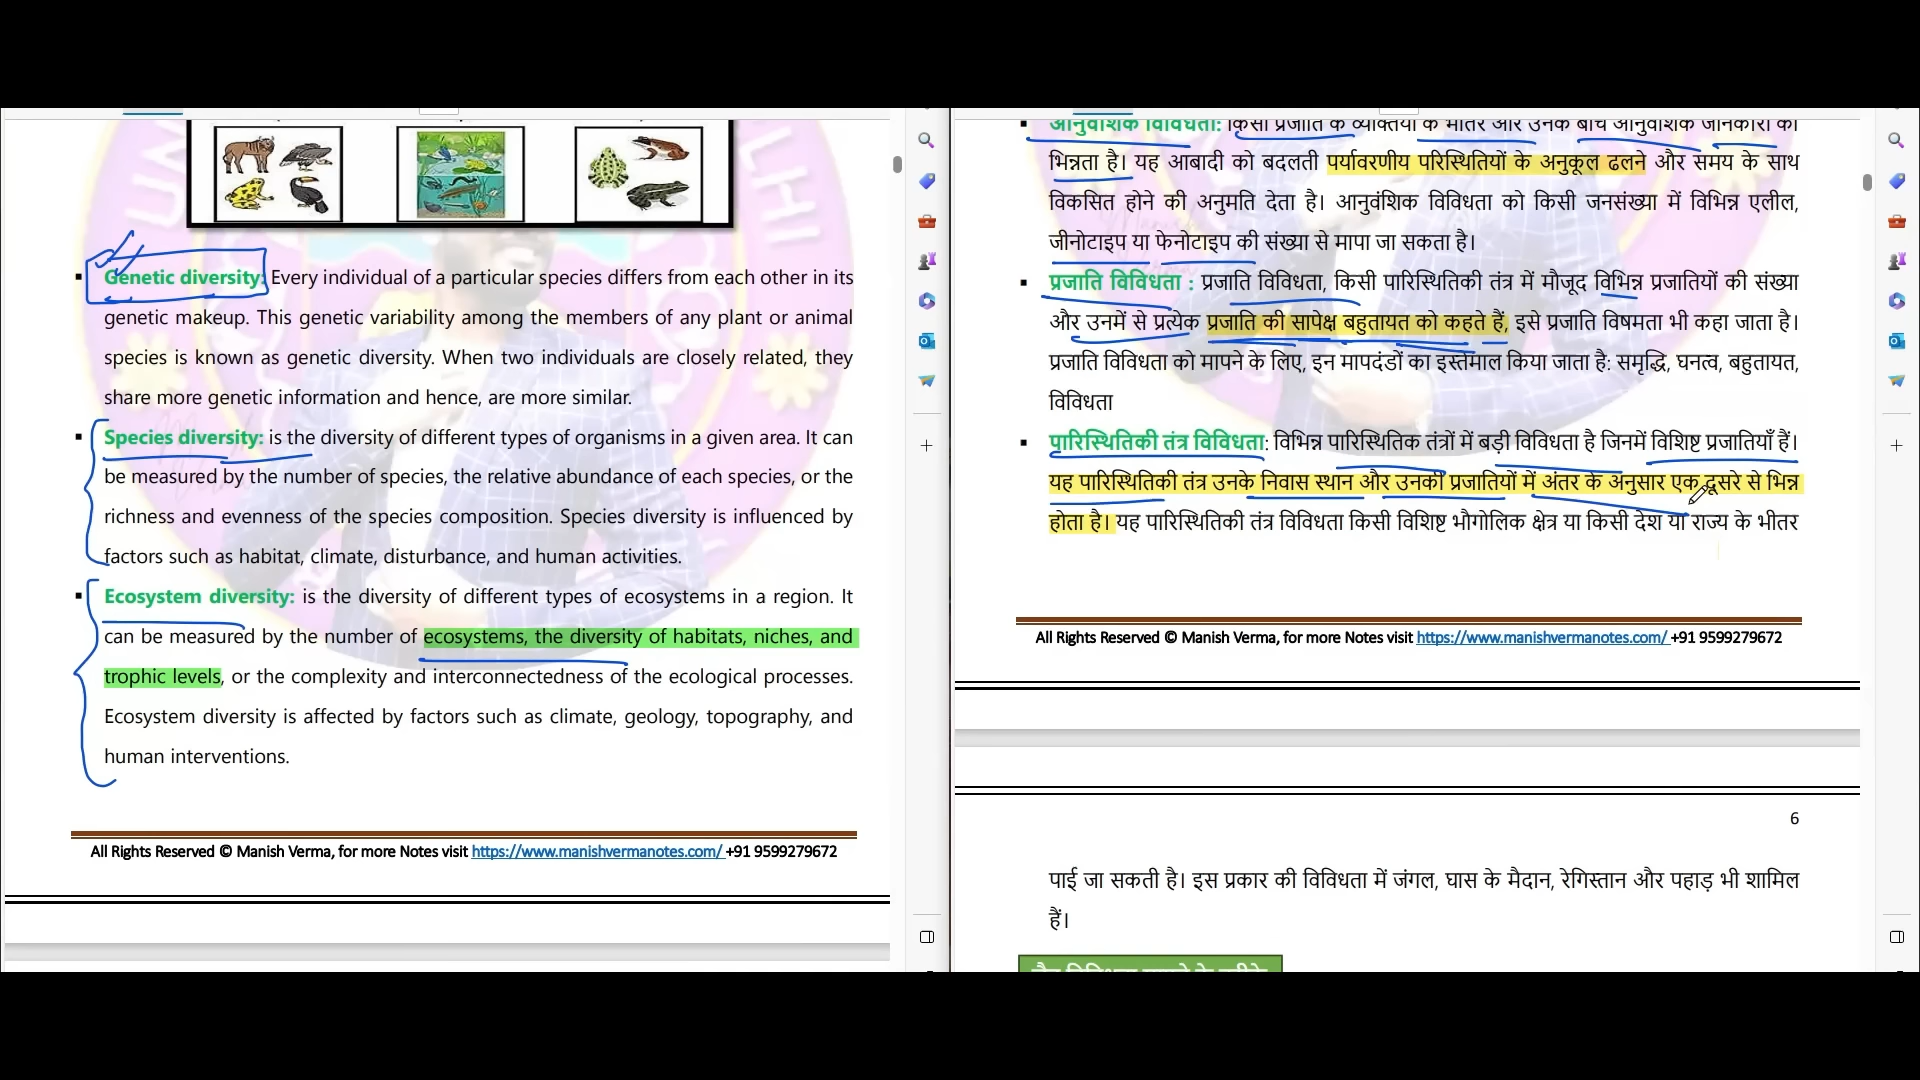 Genetic diversity: Every individual of a particular species differs from each other in its
genetic makeup. This genetic variability among the members of any plant or animal
species is known as genetic diversity. When two individuals are closely related, they
share more genetic information and hence, are more similar.
Species diversity: is the diversity of different types of organisms in a given area. It can
be measured by the number of species, the relative abundance of each species, or the
richness and evenness of the species composition. Species diversity is influenced by
factors such as habitat, climate, disturbance, and human activities.
Ecosystem diversity: is the diversity of different types of ecosystems in a region. It
can be measured by the number of ecosystems, the diversity of habitats, niches, and
trophic levels, or the complexity and interconnectedness of the ecological processes.
Ecosystem diversity is affected by factors such as climate, geology, topography, and
human interventions.
All Rights Reserved © Manish Verma, for more Notes visit https://www.manishvermanotes.com/ +91 9599279672
आनुवंशिक विविधता: किसी प्रजाति के व्यक्तियों के भीतर और उनके बीच आनुवंशिक जानकारी की
भिन्नता है। यह आबादी को बदलती पर्यावरणीय परिस्थितियों के अनुकूल ढलने और समय के साथ
विकसित होने की अनुमति देता है। आनुवंशिक विविधता को किसी जनसंख्या में विभिन्न एलील,
जीनोटाइप या फेनोटाइप की संख्या से मापा जा सकता है।
प्रजाति विविधता : प्रजाति विविधता, किसी पारिस्थितिकी तंत्र में मौजूद विभिन्न प्रजातियों की संख्या
और उनमें से प्रत्येक प्रजाति की सापेक्ष बहुतायत को कहते हैं, इसे प्रजाति विषमता भी कहा जाता है।
प्रजाति विविधता को मापने के लिए, इन मापदंडों का इस्तेमाल किया जाता है: समृद्धि, घनत्व, बहुतायत,
विविधता
पारिस्थितिकी तंत्र विविधता: विभिन्न पारिस्थितिक तंत्रों में बड़ी विविधता है जिनमें विशिष्ट प्रजातियाँ हैं।
यह पारिस्थितिकी तंत्र उनके निवास स्थान और उनकी प्रजातियों में अंतर के अनुसार एक दूसरे से भिन्न
होता है। यह पारिस्थितिकी तंत्र विविधता किसी विशिष्ट भौगोलिक क्षेत्र या किसी देश या राज्य के भीतर
All Rights Reserved © Manish Verma, for more Notes visit https://www.manishvermanotes.com/ +91 9599279672
6
पाई जा सकती है। इस प्रकार की विविधता में जंगल, घास के मैदान, रेगिस्तान और पहाड़ भी शामिल
हैं।